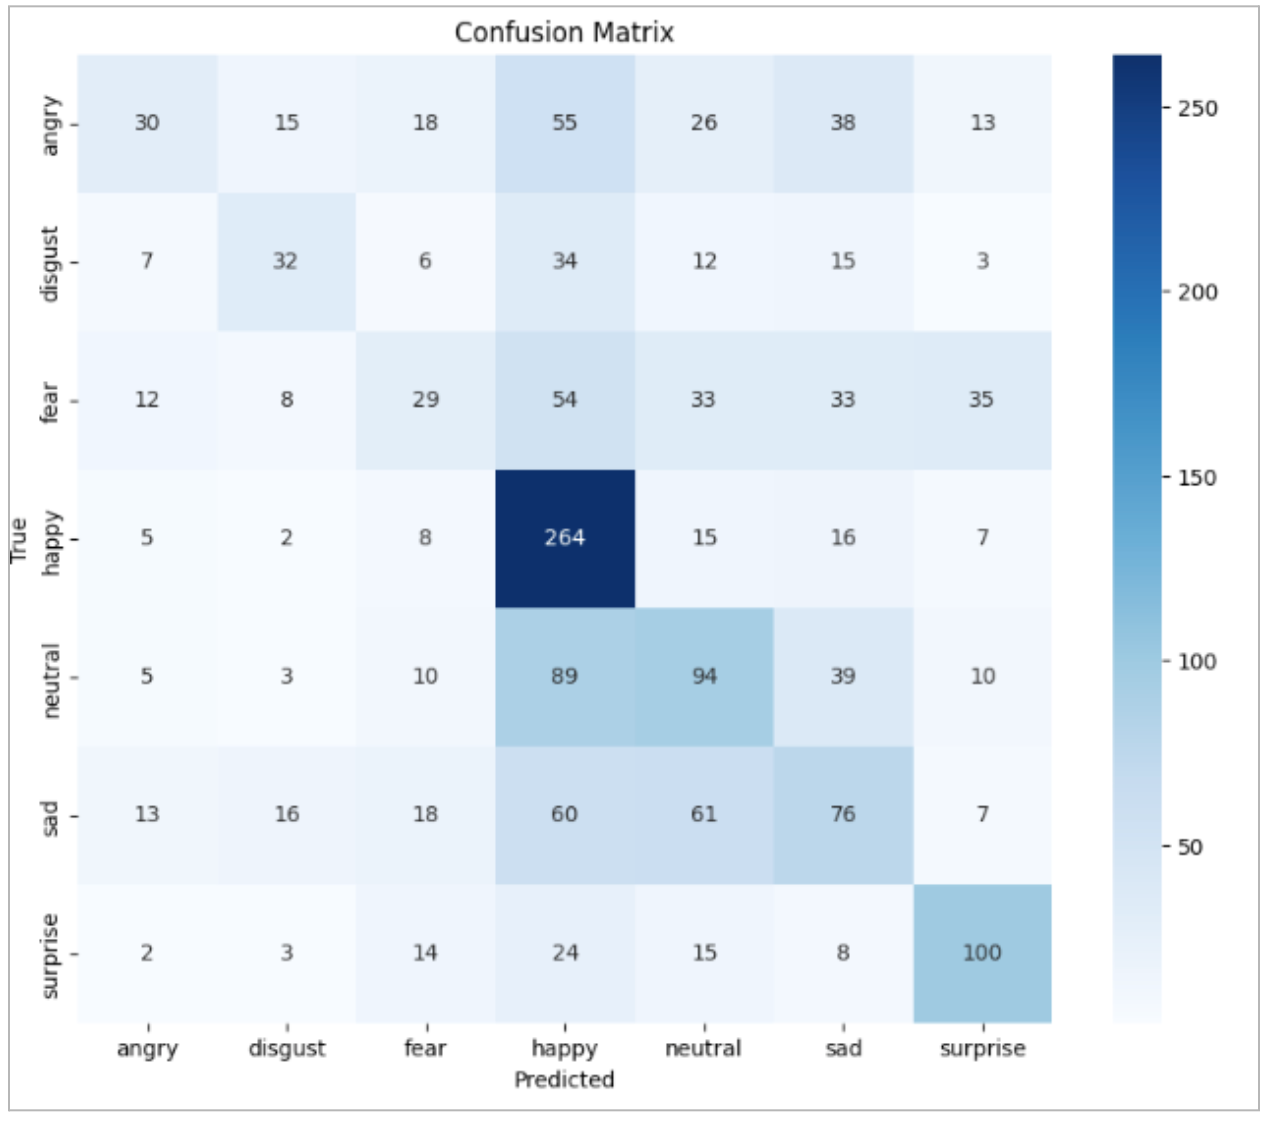 Confusion Matrix
angry 30 15 18 55 26 38 13
disgust 7 32 6 34 12 15 3
fear 12 8 29 54 33 33 35
happy 5 2 8 264 15 16 7
neutral 5 3 10 89 94 39 10
sad 13 16 18 60 61 76 7
surprise 2 3 14 24 15 8 100
True
angry disgust fear happy neutral sad surprise
Predicted
250
200
150
100
50